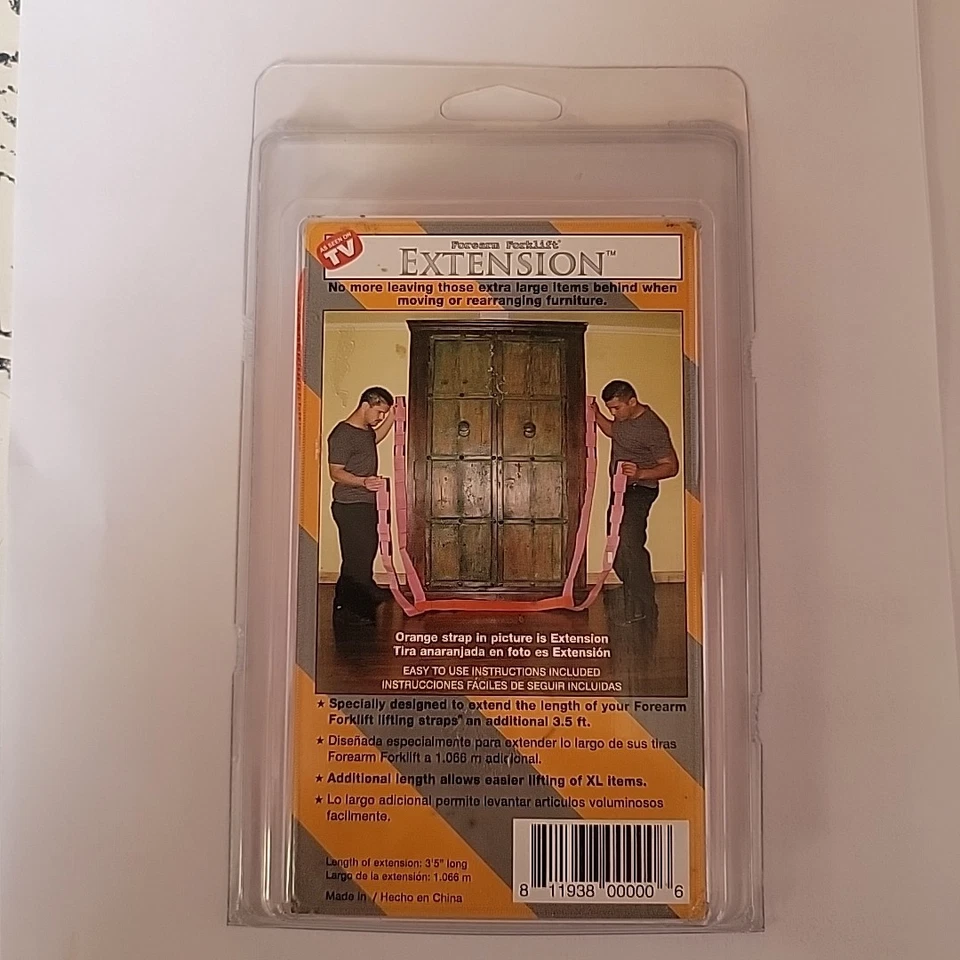 AS SEEN ON
TV
Forearm Forklift®
EXTENSION™
No more leaving those extra large items behind when
moving or rearranging furniture.
Orange strap in picture is Extension
Tira anaranjada en foto es Extensión
EASY TO USE INSTRUCTIONS INCLUDED
INSTRUCCIONES FÁCILES DE SEGUIR INCLUIDAS
★ Specially designed to extend the length of your Forearm
Forklift lifting straps® an additional 3.5 ft.
★ Diseñada especialmente para extender lo largo de sus tiras
Forearm Forklift a 1.066 m adicional.
★ Additional length allows easier lifting of XL items.
★ Lo largo adicional permite levantar articulos voluminosos
facilmente.
Length of extension: 3'5" long
Largo de la extensión: 1.066 m
Made in / Hecho en China
8 11938 00000 6